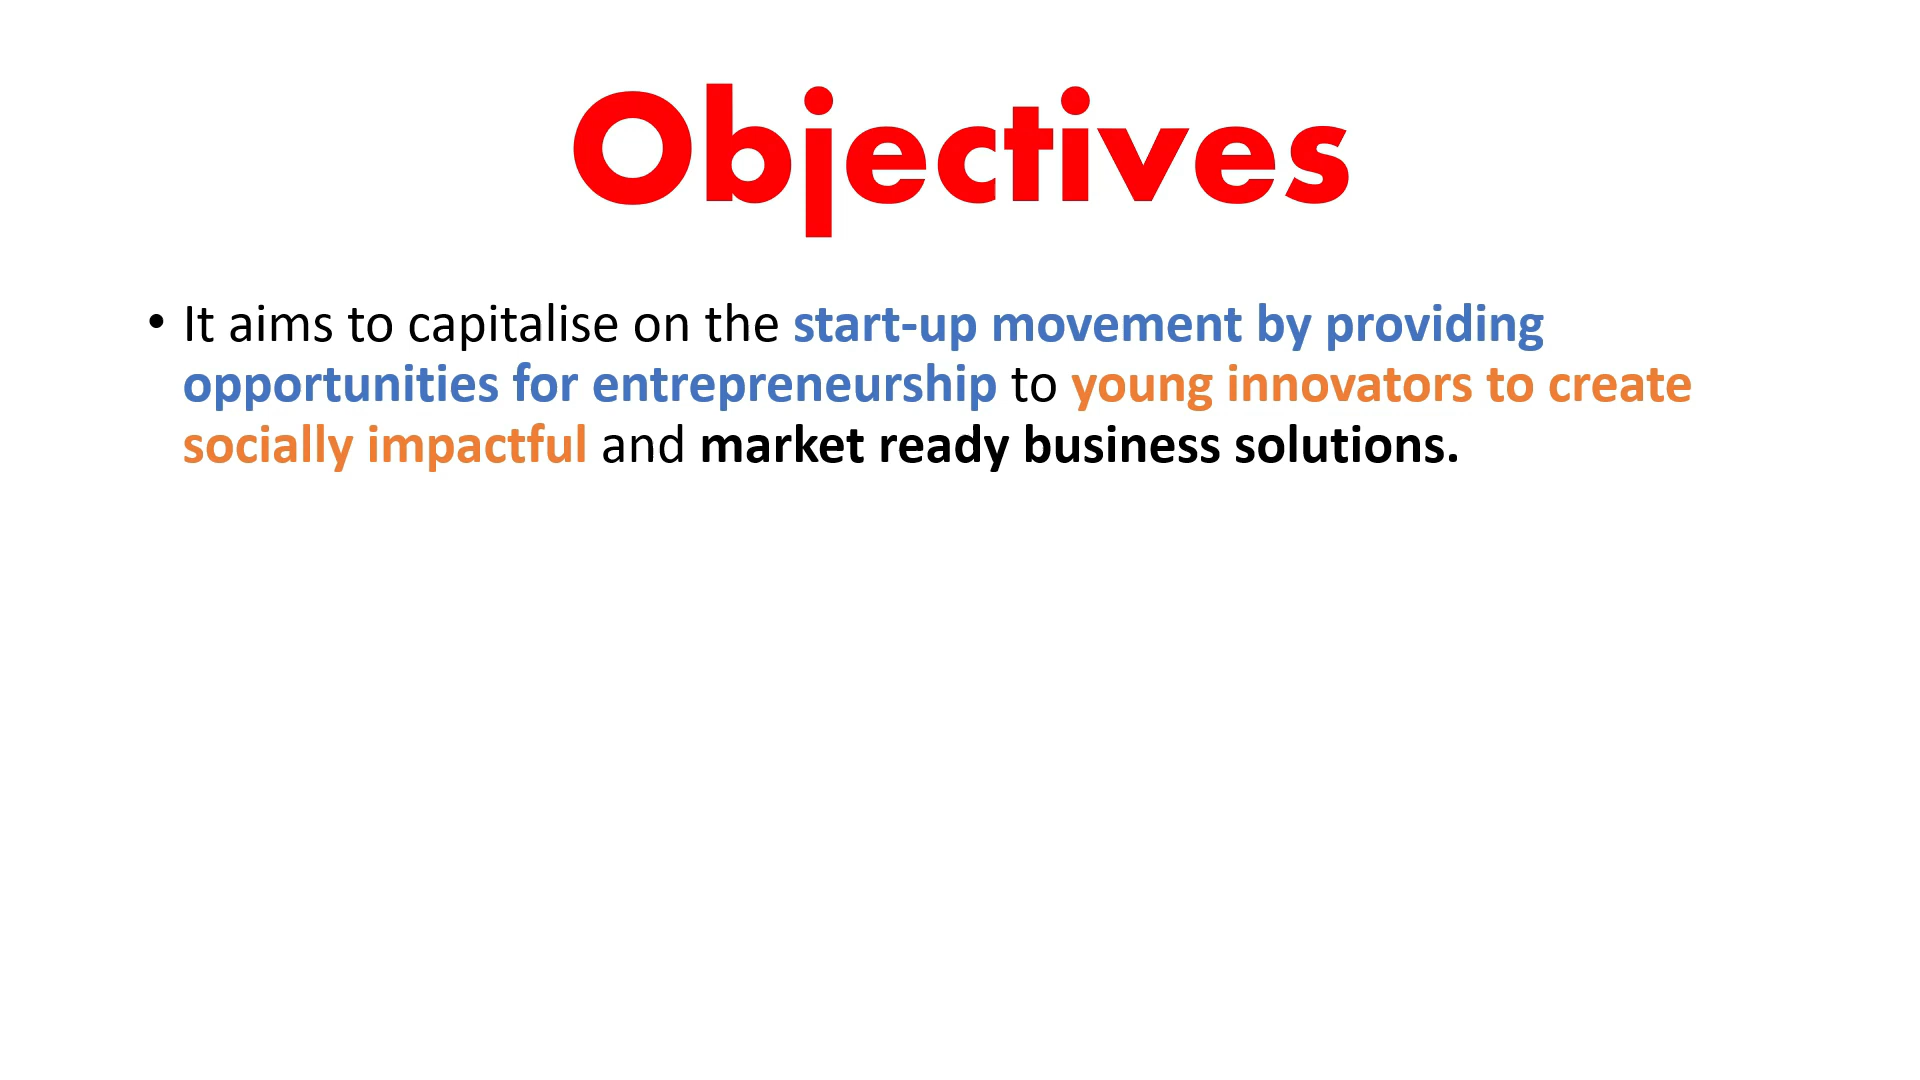 Objectives
• It aims to capitalise on the start-up movement by providing
opportunities for entrepreneurship to young innovators to create
socially impactful and market ready business solutions.